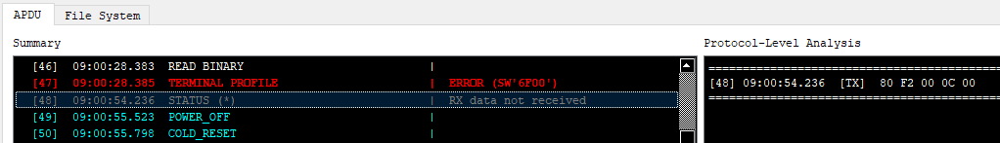 APDU File System
Summary
[46] 09:00:28.383 READ BINARY |
[47] 09:00:28.385 TERMINAL PROFILE | ERROR (SW'6F00')
[48] 09:00:54.236 STATUS (*) | RX data not received
[49] 09:00:55.523 POWER_OFF |
[50] 09:00:55.798 COLD_RESET |
Protocol-Level Analysis
================================================
[48] 09:00:54.236 [TX] 80 F2 00 0C 00
================================================